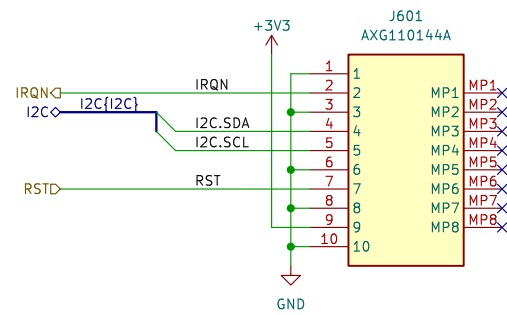 J601
AXG110144A
+3V3
1 1
IRQN IRQN 2 2 MP1 MP1
I2C I2C{I2C} 3 3 MP2 MP2
I2C.SDA 4 4 MP3 MP3
I2C.SCL 5 5 MP4 MP4
6 6 MP5 MP5
RST RST 7 7 MP6 MP6
8 8 MP7 MP7
9 9 MP8 MP8
10 10
GND